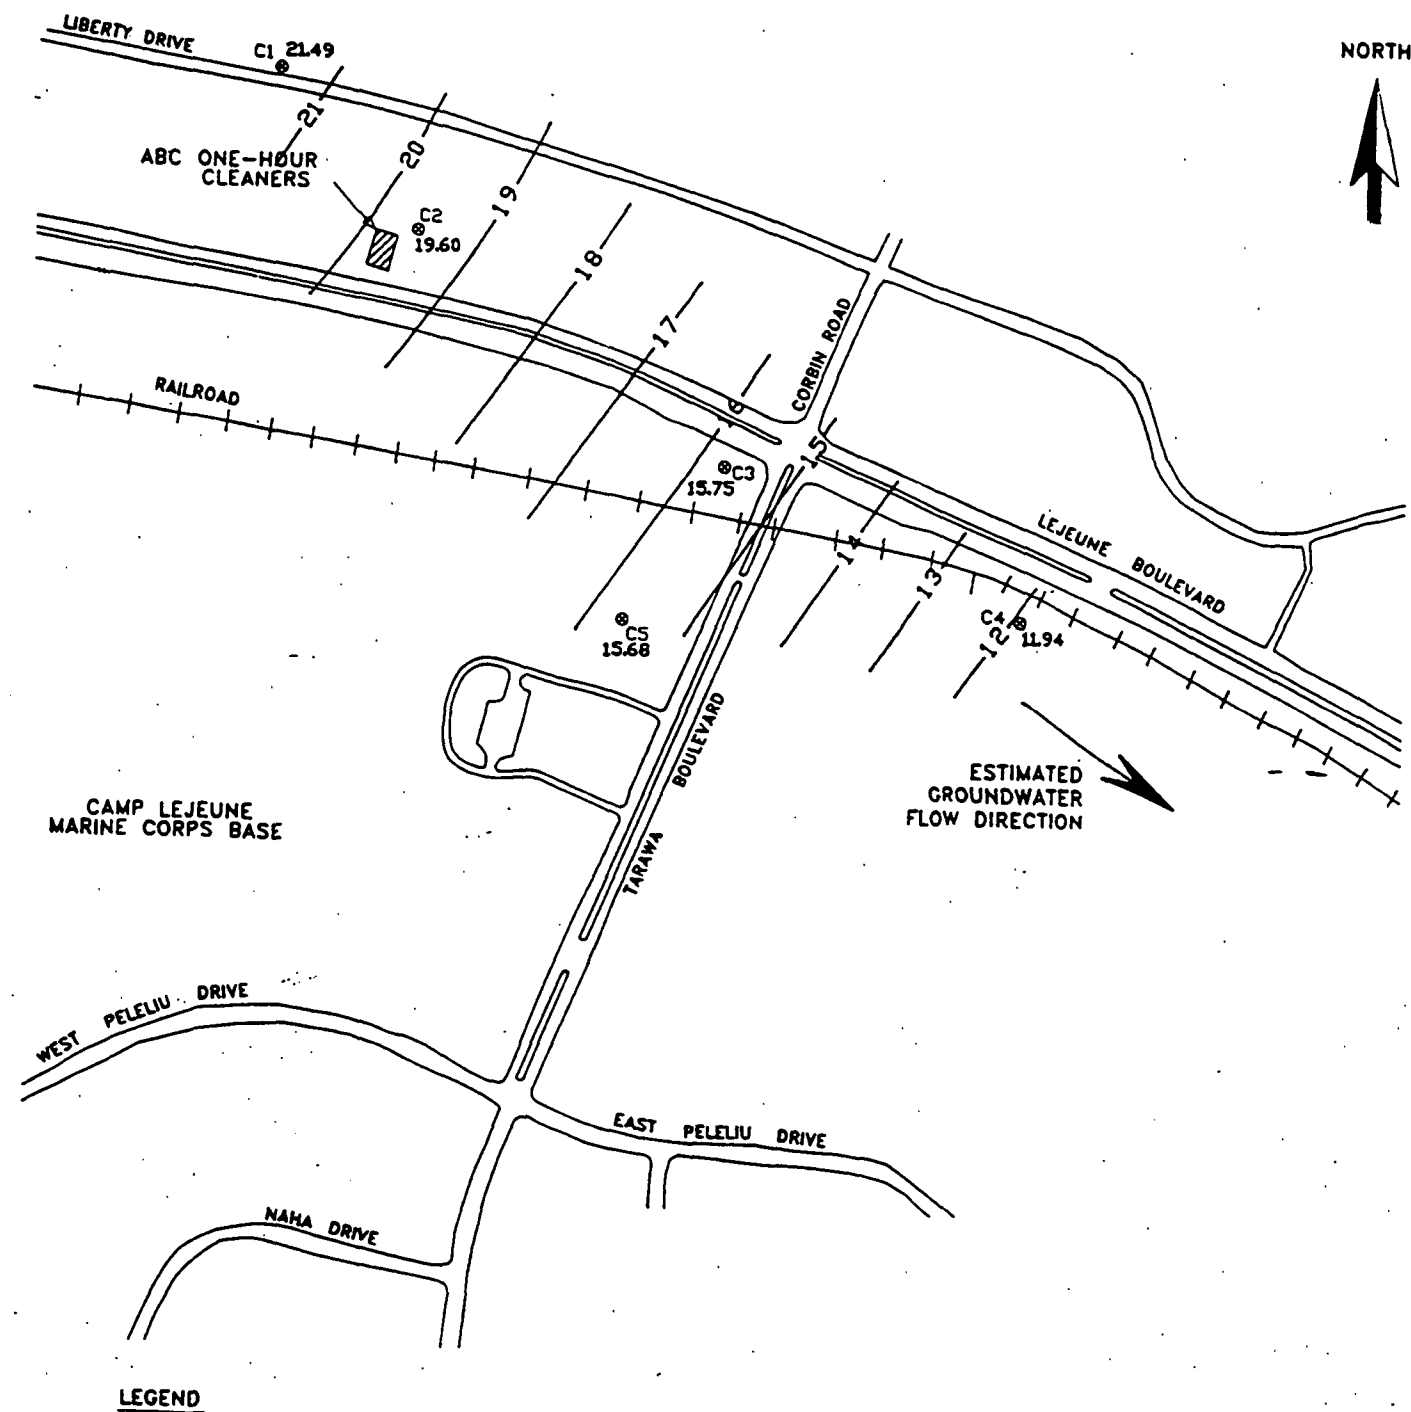 LIBERTY DRIVE
C1 21.49
NORTH
21
20
ABC ONE-HOUR
CLEANERS
19
C2
19.60
18
17
CORBIN ROAD
RAILROAD
16
15
C3
15.75
LEJEUNE BOULEVARD
14
13
C4
11.94
12
C5
15.68
TARAWA BOULEVARD
ESTIMATED
GROUNDWATER
FLOW DIRECTION
CAMP LEJEUNE
MARINE CORPS BASE
WEST PELELIU DRIVE
EAST PELELIU DRIVE
NAHA DRIVE
LEGEND